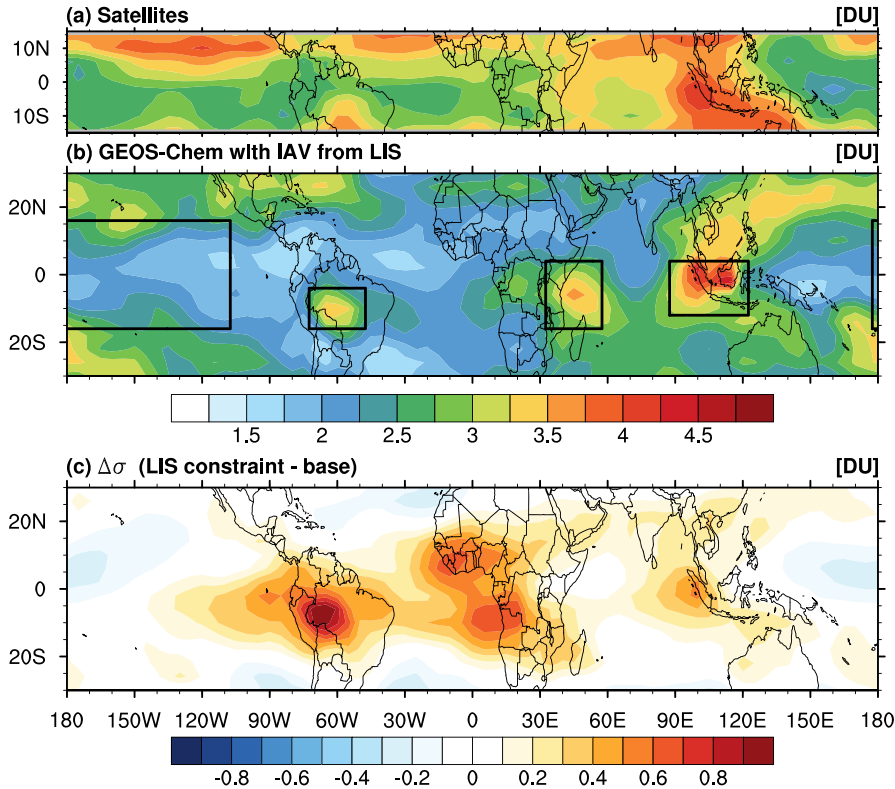 (a) Satellites [DU]
10N
0
10S
(b) GEOS-Chem with IAV from LIS [DU]
20N
0
20S
1.5 2 2.5 3 3.5 4 4.5
(c) Δσ (LIS constraint - base) [DU]
20N
0
20S
180 150W 120W 90W 60W 30W 0 30E 60E 90E 120E 150E 180
-0.8 -0.6 -0.4 -0.2 0 0.2 0.4 0.6 0.8